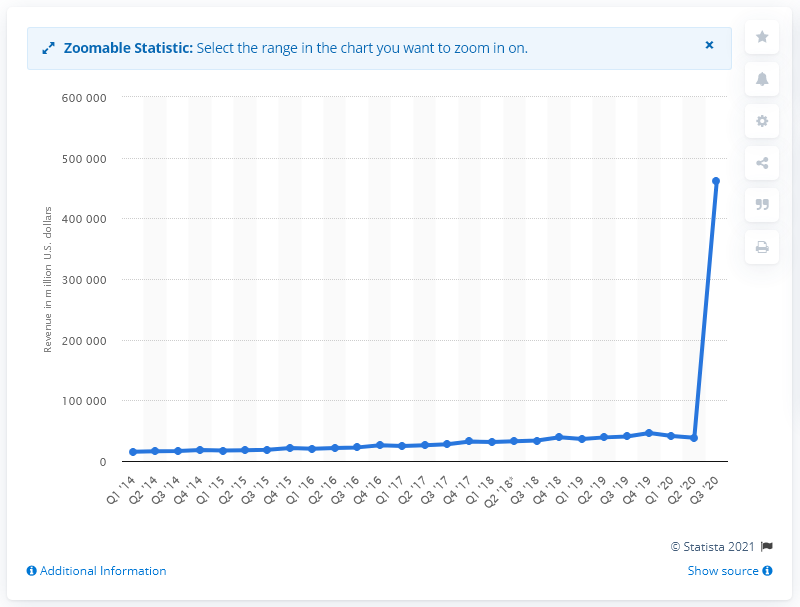 Zoomable Statistic: Select the range in the chart you want to zoom in on.
600 000
500 000
400 000
300 000
200 000
100 000
0
Revenue in million U.S. dollars
Q1 '14
Q2 '14
Q3 '14
Q4 '14
Q1 '15
Q2 '15
Q3 '15
Q4 '15
Q1 '16
Q2 '16
Q3 '16
Q4 '16
Q1 '17
Q2 '17
Q3 '17
Q4 '17
Q1 '18
Q2 '18*
Q3 '18
Q4 '18
Q1 '19
Q2 '19
Q3 '19
Q4 '19
Q1 '20
Q2 '20
Q3 '20
© Statista 2021
Additional Information
Show source